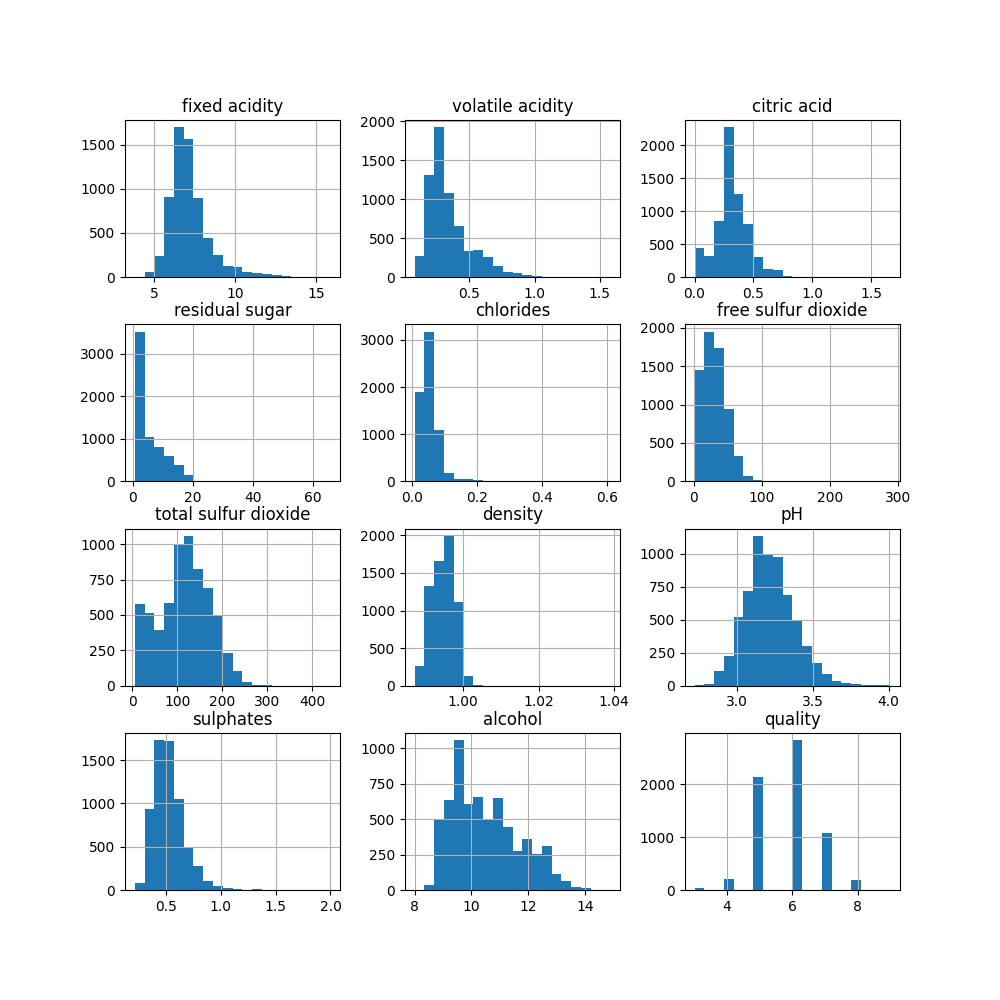 fixed acidity
1500
1000
500
0
5 10 15
volatile acidity
2000
1500
1000
500
0
0.5 1.0 1.5
citric acid
2000
1500
1000
500
0
0.0 0.5 1.0 1.5
residual sugar
3000
2000
1000
0
0 20 40 60
chlorides
3000
2000
1000
0
0.0 0.2 0.4 0.6
free sulfur dioxide
2000
1500
1000
500
0
0 100 200 300
total sulfur dioxide
1000
750
500
250
0
0 100 200 300 400
density
2000
1500
1000
500
0
1.00 1.02 1.04
pH
1000
750
500
250
0
3.0 3.5 4.0
sulphates
1500
1000
500
0
0.5 1.0 1.5 2.0
alcohol
1000
750
500
250
0
8 10 12 14
quality
2000
1000
0
4 6 8